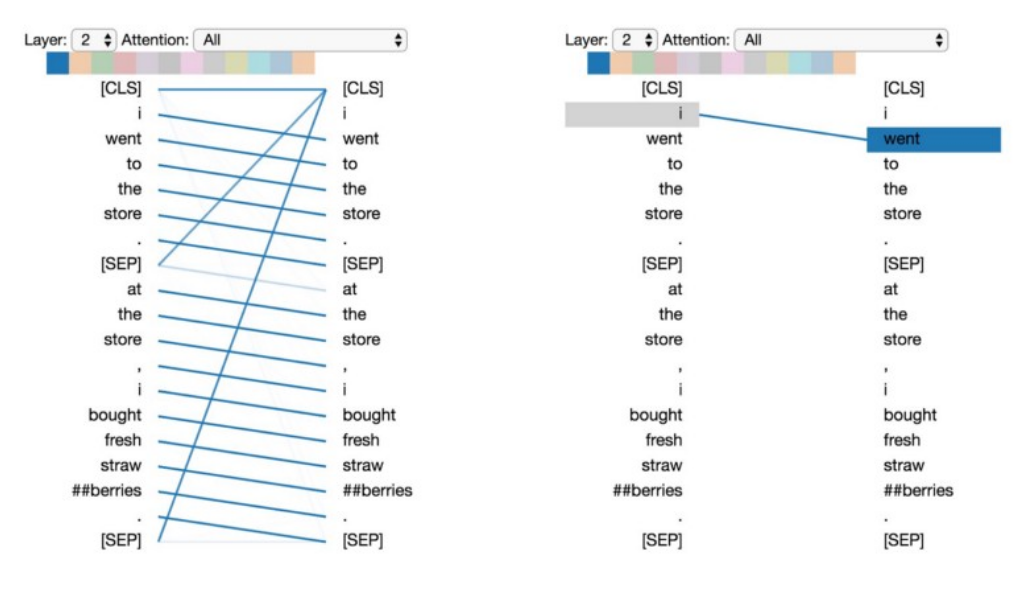 Layer: 2 Attention: All
[CLS] [CLS]
i i
went went
to to
the the
store store
. .
[SEP] [SEP]
at at
the the
store store
, ,
i i
bought bought
fresh fresh
straw straw
##berries ##berries
. .
[SEP] [SEP]
Layer: 2 Attention: All
[CLS] [CLS]
i i
went went
to to
the the
store store
. .
[SEP] [SEP]
at at
the the
store store
, ,
i i
bought bought
fresh fresh
straw straw
##berries ##berries
. .
[SEP] [SEP]